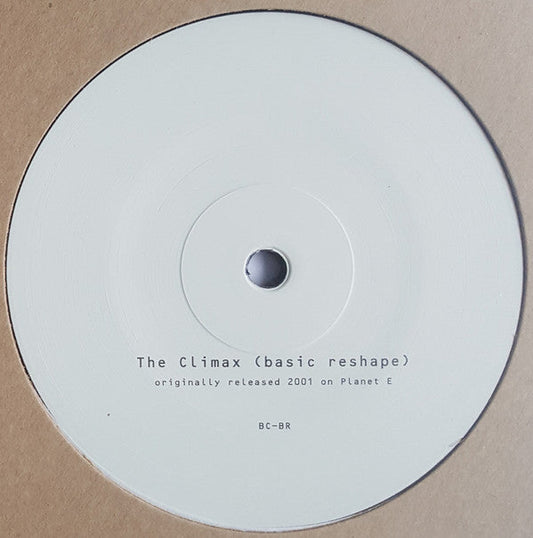 The Climax (basic reshape)
originally released 2001 on Planet E
BC-BR